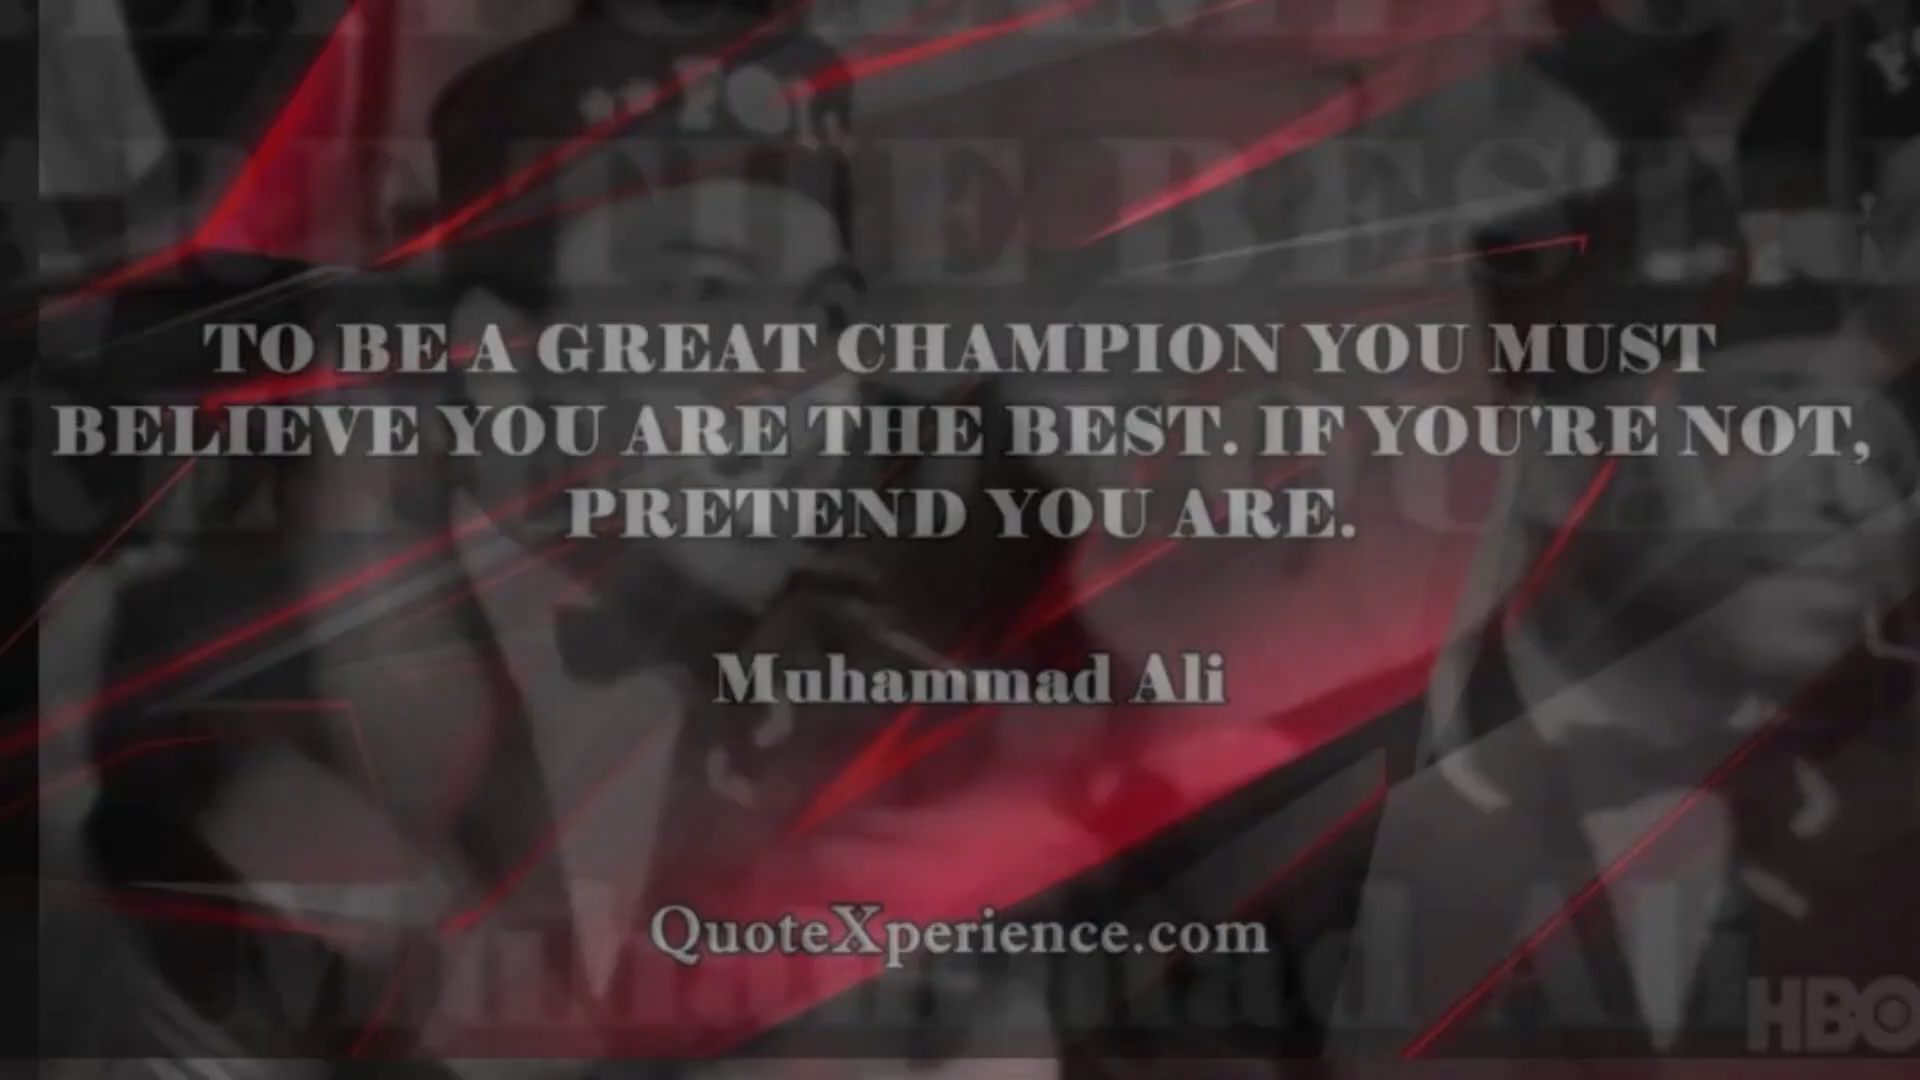 TO BE A GREAT CHAMPION YOU MUST
BELIEVE YOU ARE THE BEST. IF YOU'RE NOT,
PRETEND YOU ARE.
Muhammad Ali
QuoteXperience.com
HBO